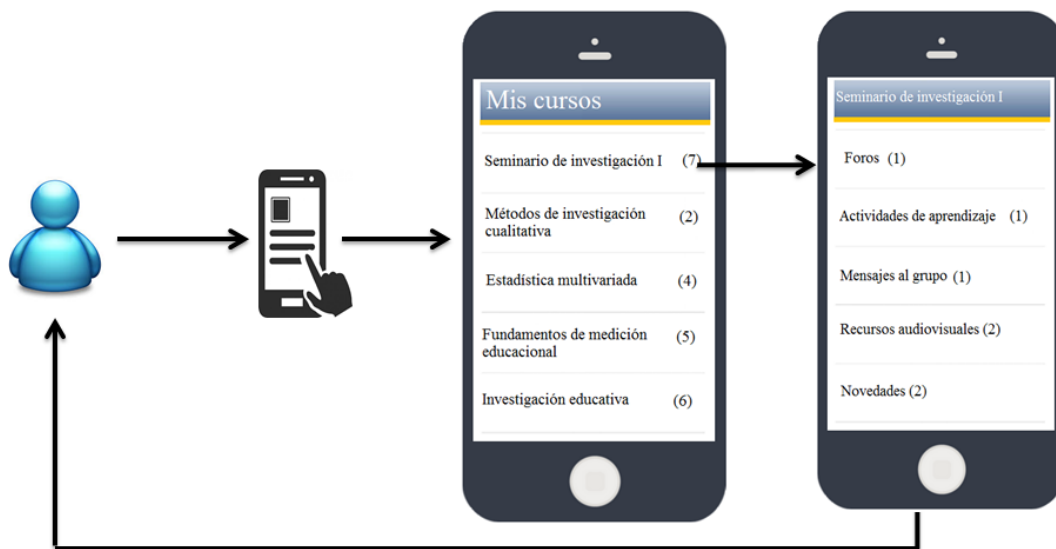 Mis cursos
Seminario de investigación I (7)
Métodos de investigación
cualitativa (2)
Estadística multivariada (4)
Fundamentos de medición
educacional (5)
Investigación educativa (6)
Seminario de investigación I
Foros (1)
Actividades de aprendizaje (1)
Mensajes al grupo (1)
Recursos audiovisuales (2)
Novedades (2)